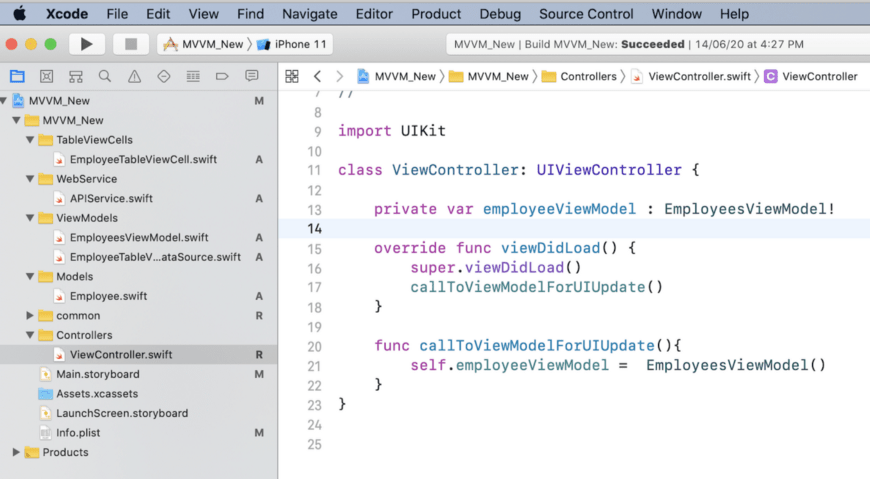 Xcode File Edit View Find Navigate Editor Product Debug Source Control Window Help
MVVM_New iPhone 11 MVVM_New | Build MVVM_New: Succeeded | 14/06/20 at 4:27 PM
MVVM_New MVVM_New Controllers ViewController.swift C ViewController
MVVM_New M
MVVM_New
TableViewCells
EmployeeTableViewCell.swift A
WebService
APIService.swift A
ViewModels
EmployeesViewModel.swift A
EmployeeTableV...ataSource.swift A
Models
Employee.swift A
common R
Controllers
ViewController.swift R
Main.storyboard M
Assets.xcassets
LaunchScreen.storyboard
Info.plist M
Products
7 //
8
9 import UIKit
10
11 class ViewController: UIViewController {
12
13 private var employeeViewModel : EmployeesViewModel!
14
15 override func viewDidLoad() {
16 super.viewDidLoad()
17 callToViewModelForUIUpdate()
18 }
19
20 func callToViewModelForUIUpdate(){
21 self.employeeViewModel = EmployeesViewModel()
22 }
23 }
24
25